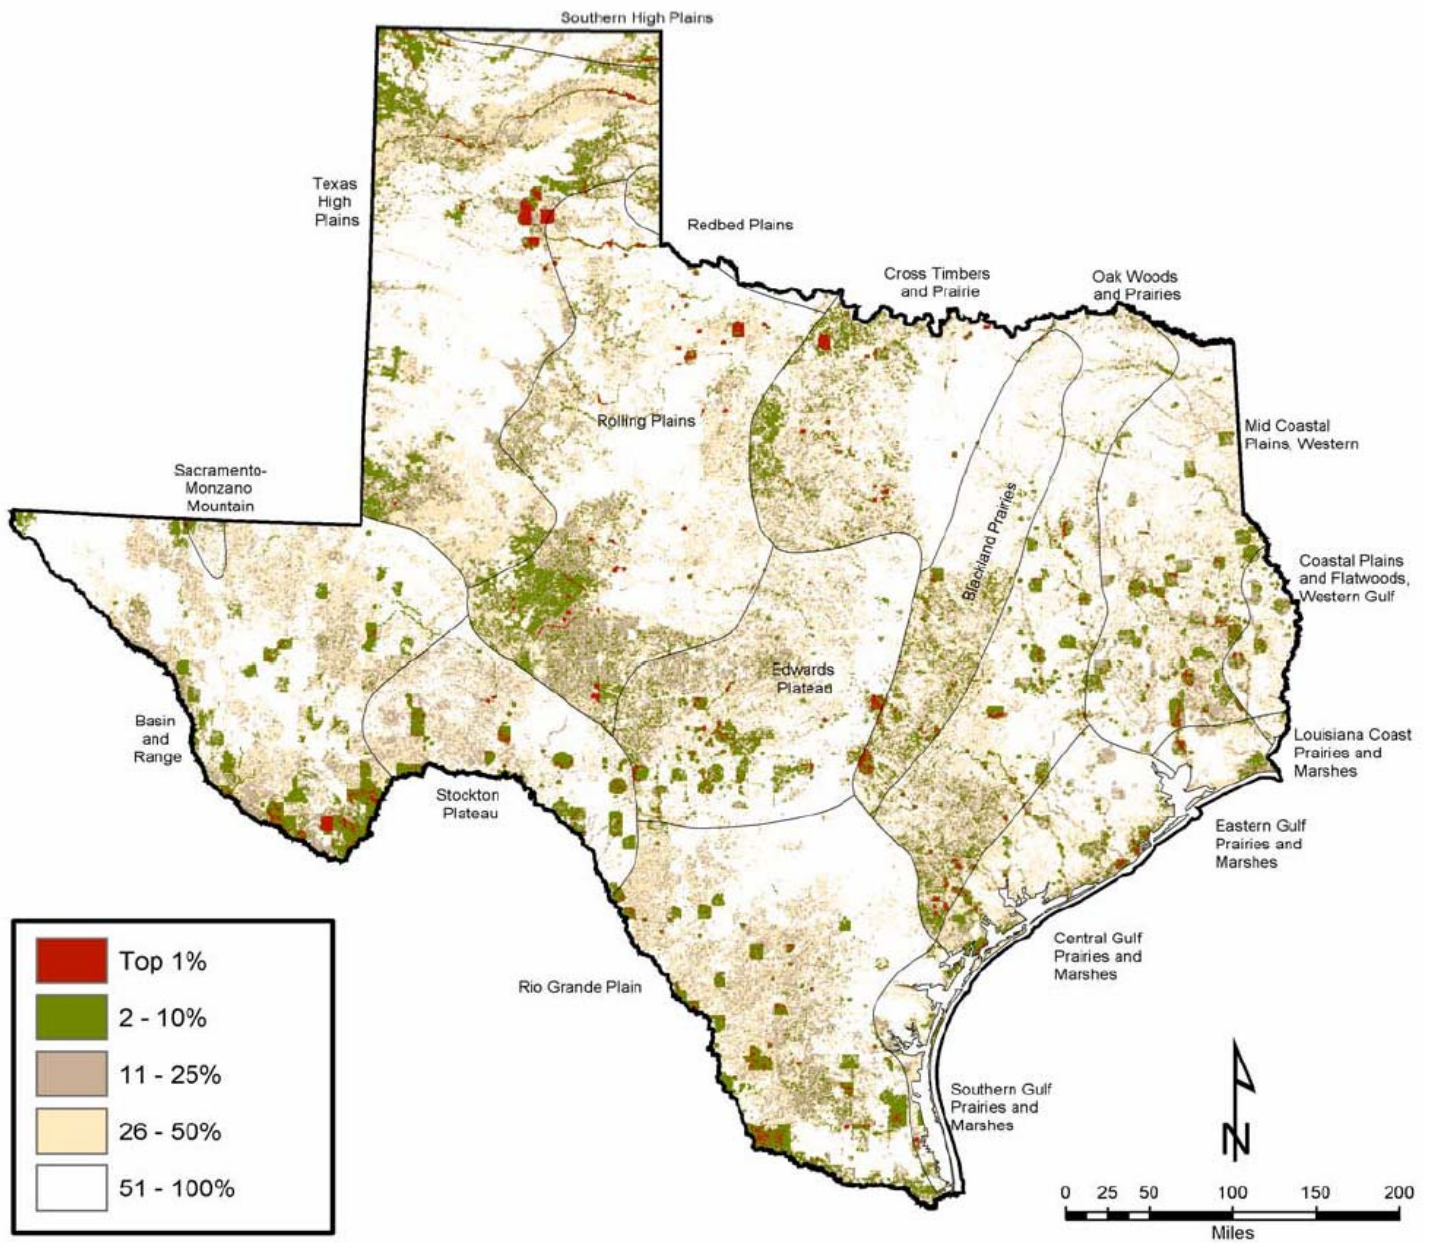 Southern High Plains
Texas
High
Plains
Redbed Plains
Cross Timbers
and Prairie
Oak Woods
and Prairies
Rolling Plains
Mid Coastal
Plains, Western
Sacramento-
Monzano
Mountain
Blackland Prairies
Coastal Plains
and Flatwoods,
Western Gulf
Edwards
Plateau
Basin
and
Range
Louisiana Coast
Prairies and
Marshes
Stockton
Plateau
Eastern Gulf
Prairies and
Marshes
Central Gulf
Prairies and
Marshes
Rio Grande Plain
Southern Gulf
Prairies and
Marshes
Top 1%
2 - 10%
11 - 25%
26 - 50%
51 - 100%
N
0 25 50 100 150 200
Miles